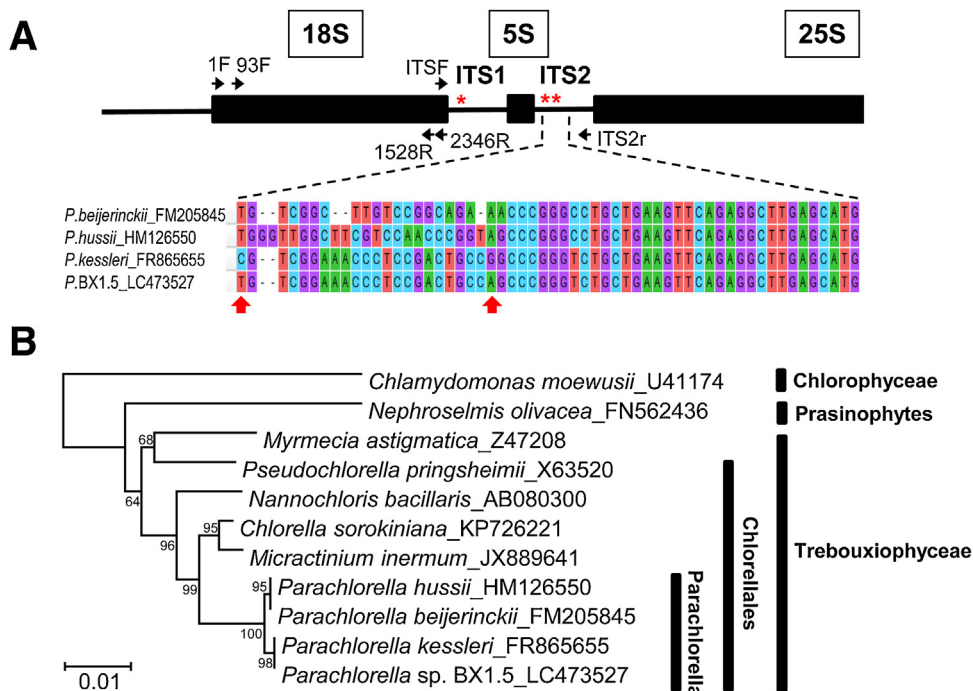 A
18S
5S
25S
1F
93F
ITSF
ITS1
ITS2
*
**
1528R
2346R
ITS2r
P.beijerinckii_FM205845 TG--TCGGC--TTGTCCGGCAGA-AACCCGGGCCTGCTGAAGTTCAGAGGCTTGAGCATG
P.hussii_HM126550 TGGGTTGGCTTCGTCCAACCCGGTAGCCCGGGCCTGCTGAAGTTCAGAGGCTTGAGCATG
P.kessleri_FR865655 CG--TCGGAAACCCTCCGACTGCCGGCCCGGGTCTGCTGAAGTTCAGAGGCTTGAGCATG
P.BX1.5_LC473527 TG--TCGGAAACCCTCCGACTGCCAGCCCGGGTCTGCTGAAGTTCAGAGGCTTGAGCATG
B
Chlamydomonas moewusii_U41174
Nephroselmis olivacea_FN562436
Myrmecia astigmatica_Z47208
Pseudochlorella pringsheimii_X63520
Nannochloris bacillaris_AB080300
Chlorella sorokiniana_KP726221
Micractinium inermum_JX889641
Parachlorella hussii_HM126550
Parachlorella beijerinckii_FM205845
Parachlorella kessleri_FR865655
Parachlorella sp. BX1.5_LC473527
68
64
96
95
99
95
100
98
0.01
Chlorophyceae
Prasinophytes
Trebouxiophyceae
Chlorellales
Parachlorella